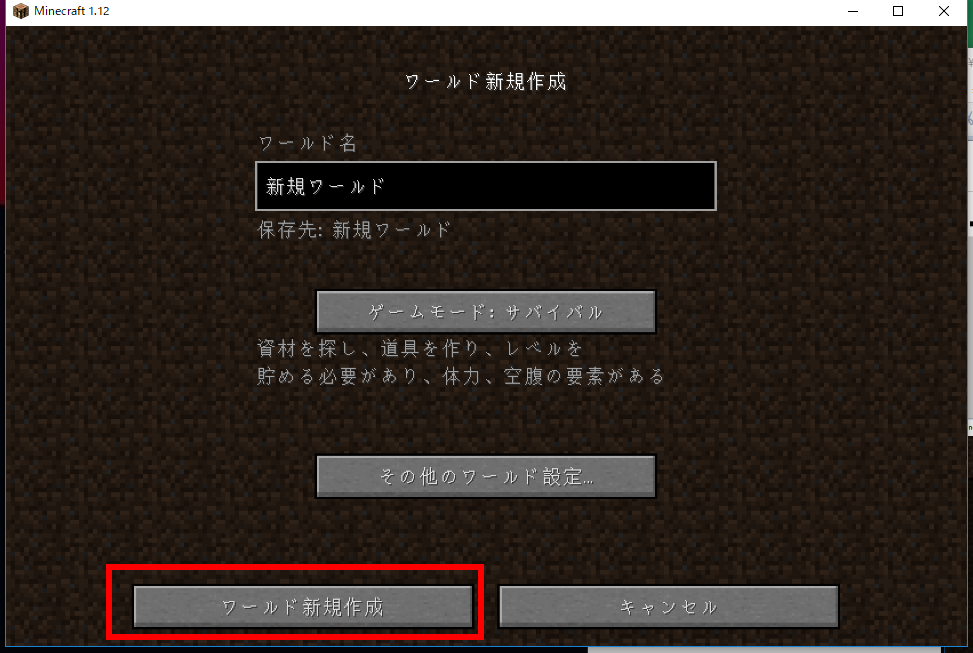 Minecraft 1.12
ワールド新規作成
ワールド名
新規ワールド
保存先: 新規ワールド
ゲームモード: サバイバル
資材を探し、道具を作り、レベルを
貯める必要があり、体力、空腹の要素がある
その他のワールド設定...
ワールド新規作成
キャンセル